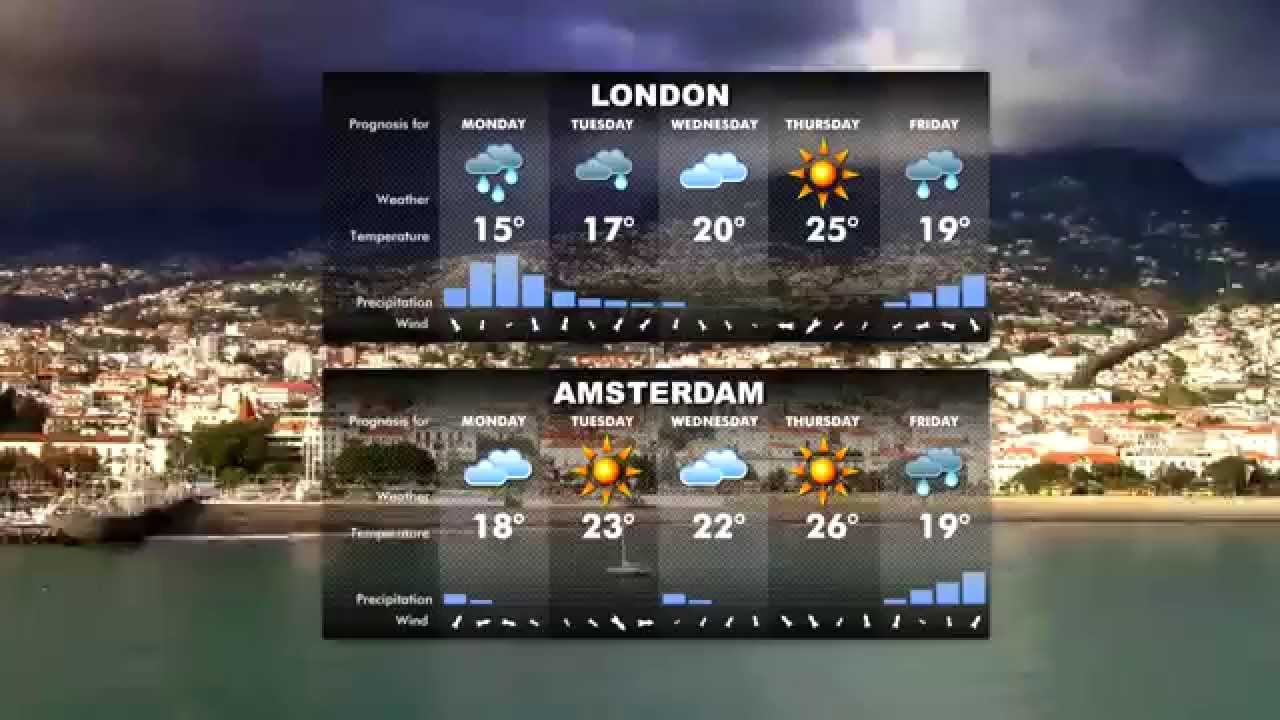 LONDON
Prognosis for MONDAY TUESDAY WEDNESDAY THURSDAY FRIDAY
Weather
Temperature 15° 17° 20° 25° 19°
Precipitation
Wind
AMSTERDAM
Prognosis for MONDAY TUESDAY WEDNESDAY THURSDAY FRIDAY
Weather
Temperature 18° 23° 22° 26° 19°
Precipitation
Wind